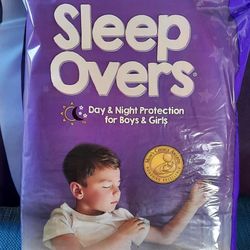 Sleep
Overs®
Day & Night Protection
for Boys & Girls